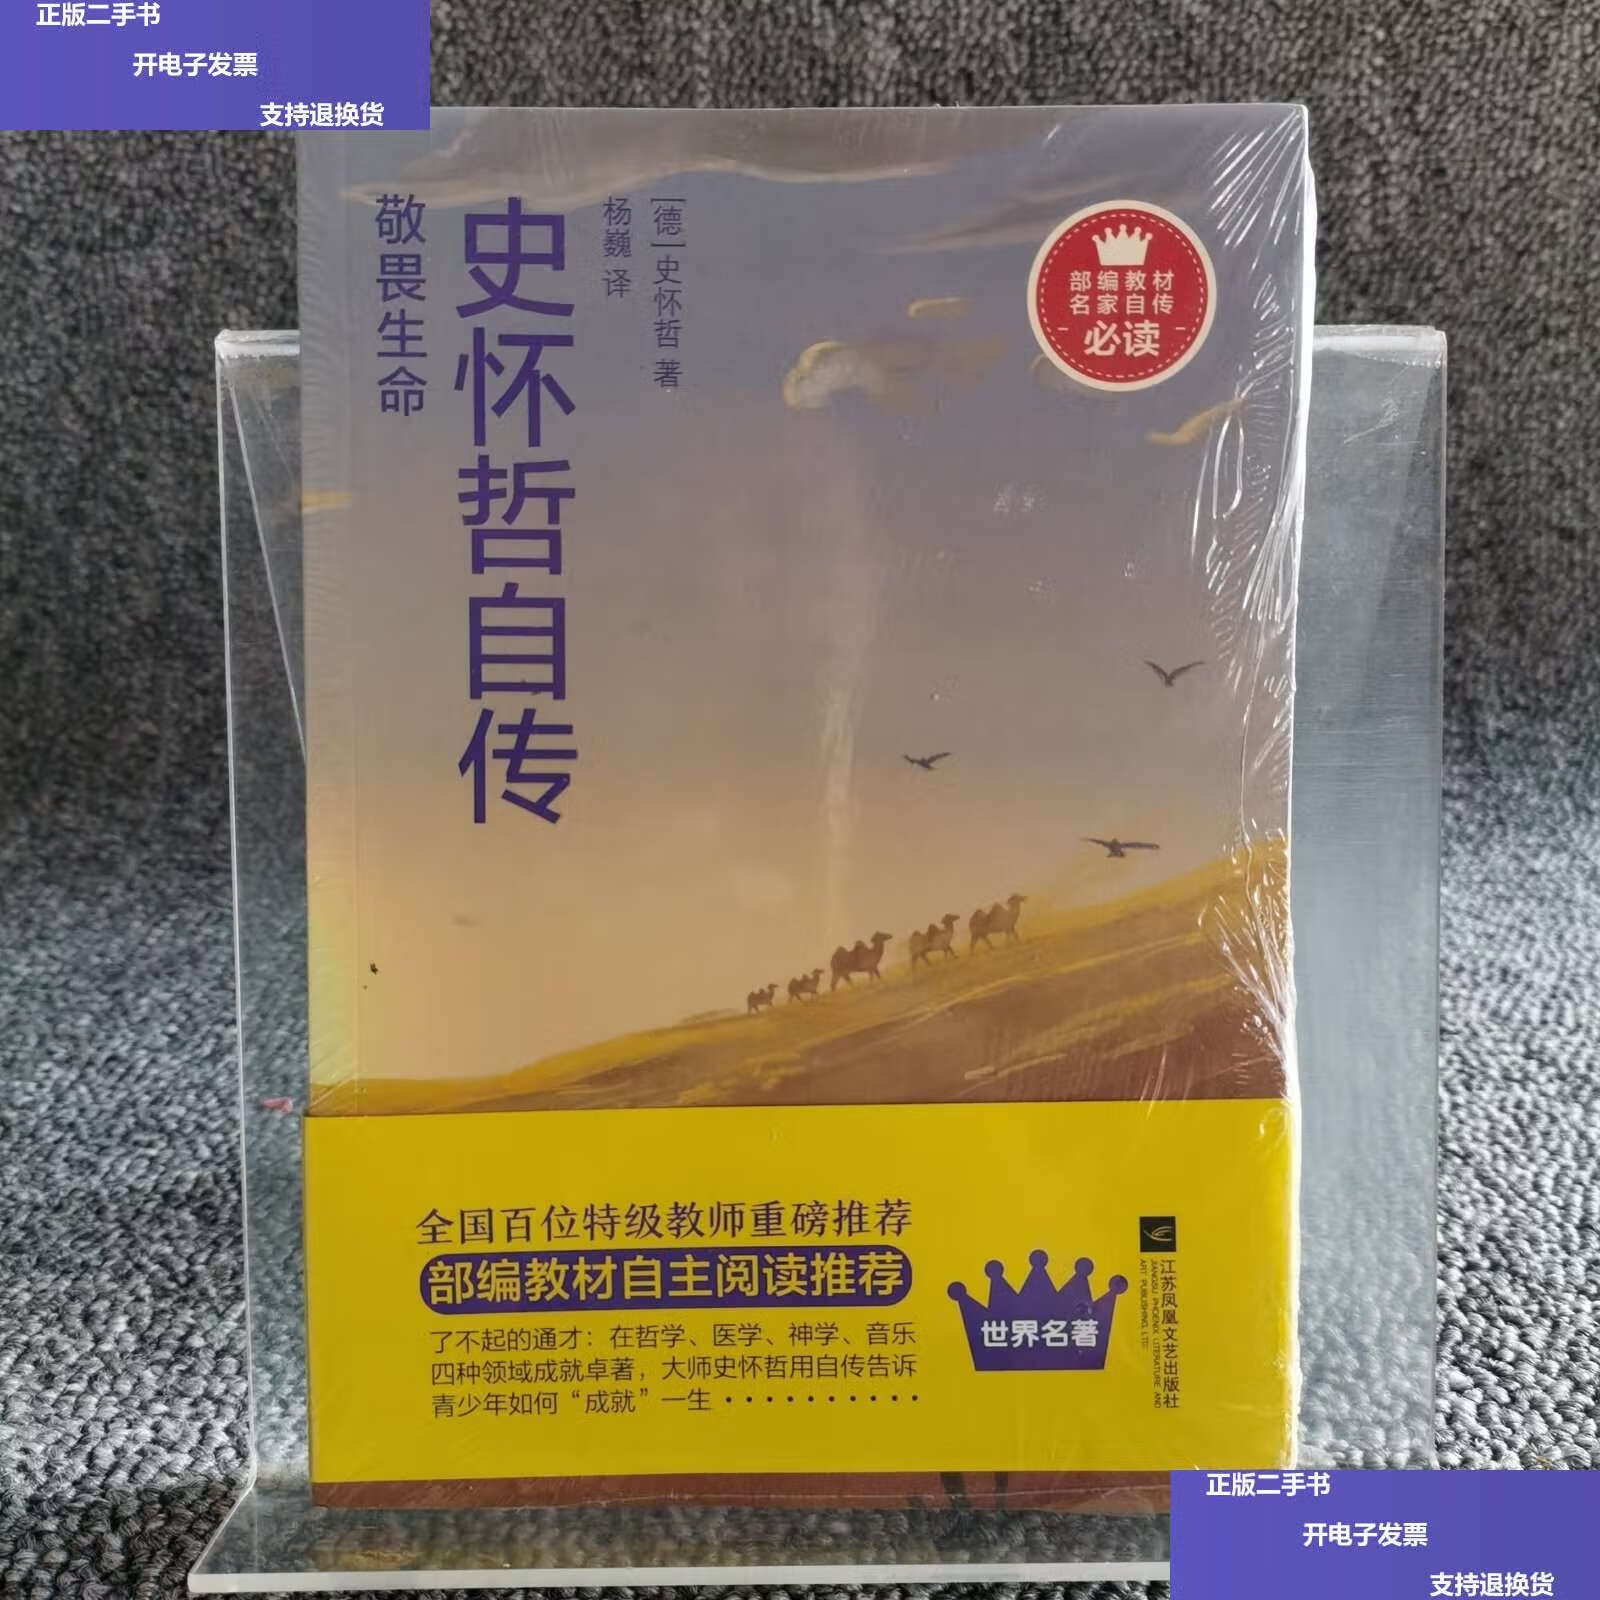 正版二手书
开电子发票
支持退换货
[德]史怀哲 著
杨巍 译
史怀哲自传
敬畏生命
部编教材
名家自传
必读
全国百位特级教师重磅推荐
部编教材自主阅读推荐
了不起的通才：在哲学、医学、神学、音乐
四种领域成就卓著，大师史怀哲用自传告诉
青少年如何“成就”一生··········
世界名著
江苏凤凰文艺出版社
JIANGSU PHOENIX LITERATURE AND
ART PUBLISHING, LTD
正版二手书
开电子发票
支持退换货